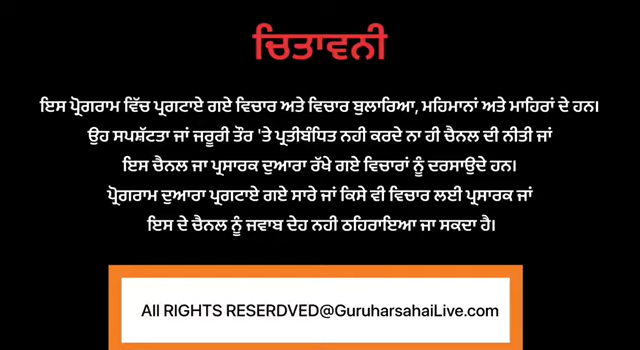 ਚਿਤਾਵਨੀ
ਇਸ ਪ੍ਰੋਗਰਾਮ ਵਿੱਚ ਪ੍ਰਗਟਾਏ ਗਏ ਵਿਚਾਰ ਅਤੇ ਵਿਚਾਰ ਬੁਲਾਰਿਆ, ਮਹਿਮਾਨਾਂ ਅਤੇ ਮਾਹਿਰਾਂ ਦੇ ਹਨ।
ਉਹ ਸਪਸ਼ੱਟਤਾ ਜਾਂ ਜਰੂਰੀ ਤੌਰ 'ਤੇ ਪ੍ਰਤੀਬੰਧਿਤ ਨਹੀ ਕਰਦੇ ਨਾ ਹੀ ਚੈਨਲ ਦੀ ਨੀਤੀ ਜਾਂ
ਇਸ ਚੈਨਲ ਜਾ ਪ੍ਰਸਾਰਕ ਦੁਆਰਾ ਰੱਖੇ ਗਏ ਵਿਚਾਰਾਂ ਨੂੰ ਦਰਸਾਉਦੇ ਹਨ।
ਪ੍ਰੋਗਰਾਮ ਦੁਆਰਾ ਪ੍ਰਗਟਾਏ ਗਏ ਸਾਰੇ ਜਾਂ ਕਿਸੇ ਵੀ ਵਿਚਾਰ ਲਈ ਪ੍ਰਸਾਰਕ ਜਾਂ
ਇਸ ਦੇ ਚੈਨਲ ਨੂੰ ਜਵਾਬ ਦੇਹ ਨਹੀ ਠਹਿਰਾਇਆ ਜਾ ਸਕਦਾ ਹੈ।
All RIGHTS RESERDVED@GuruharsahaiLive.com